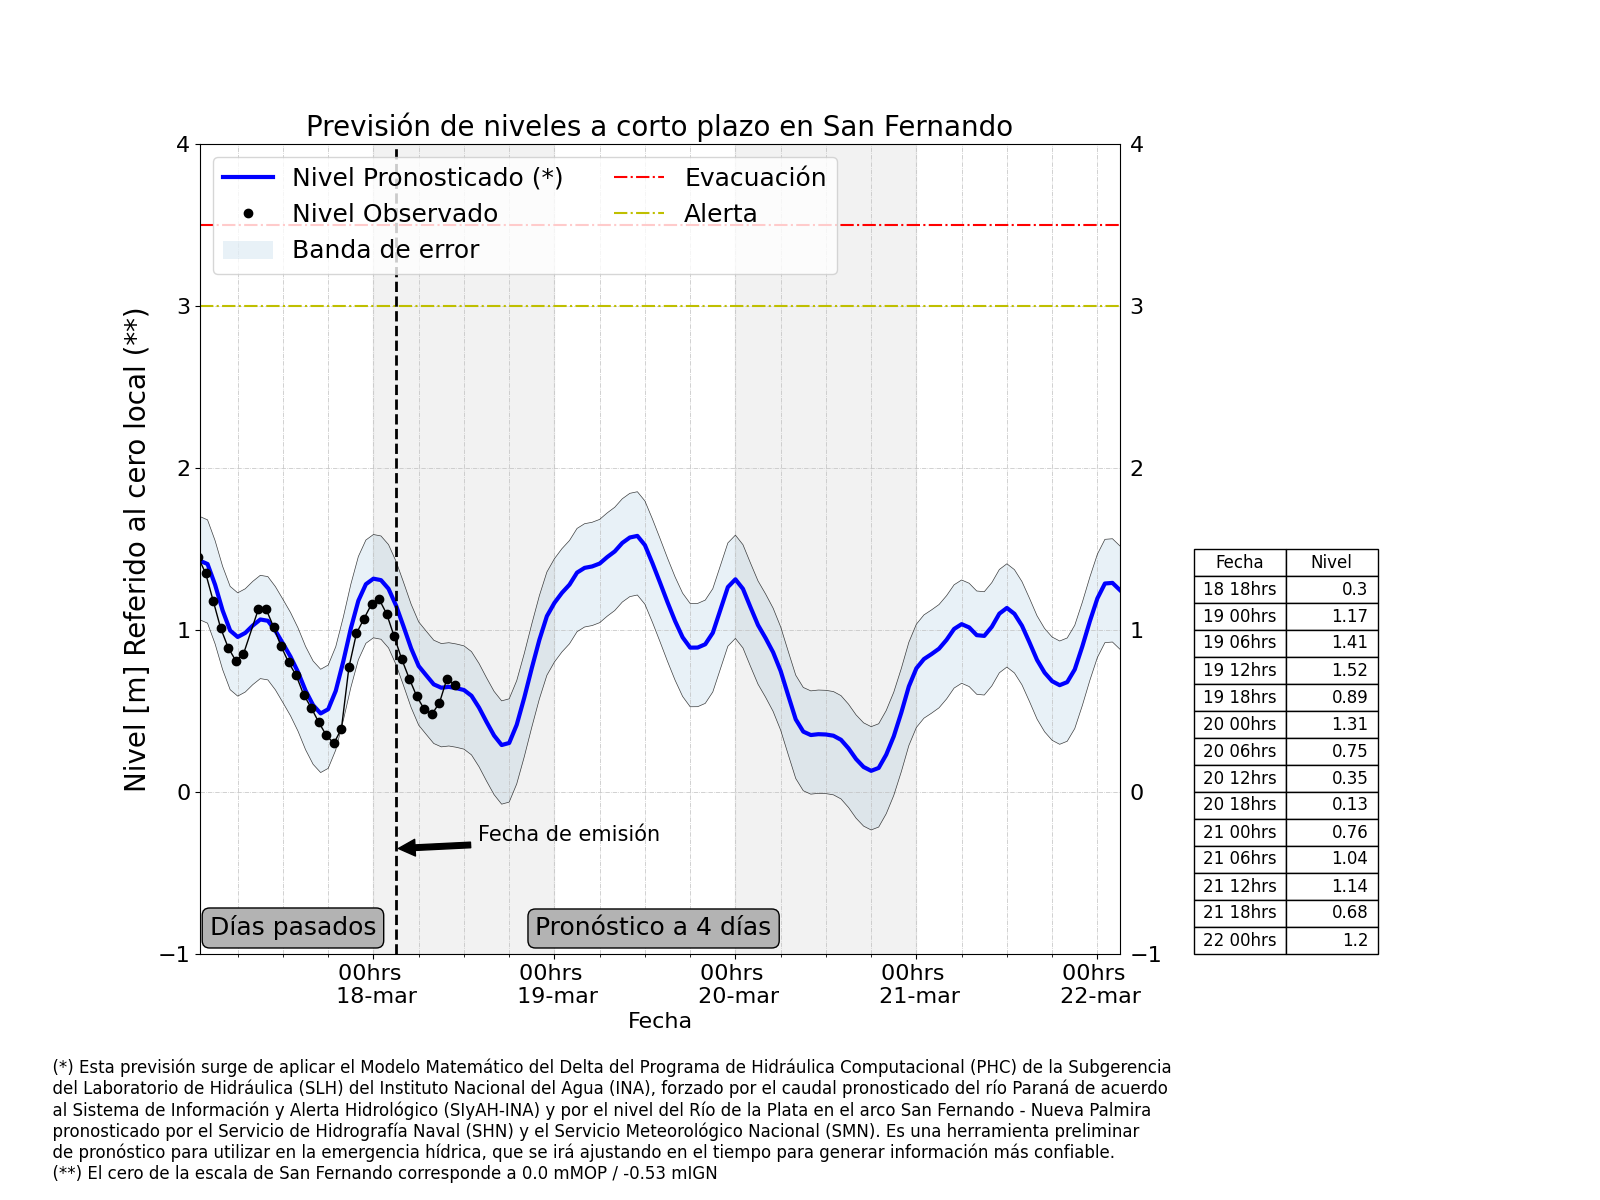 Previsión de niveles a corto plazo en San Fernando
Nivel Pronosticado (*)
Nivel Observado
Banda de error
Evacuación
Alerta
Nivel [m] Referido al cero local (**)
4
3
2
1
0
−1
4
3
2
1
0
−1
Fecha de emisión
Días pasados
Pronóstico a 4 días
00hrs
18-mar
00hrs
19-mar
00hrs
20-mar
00hrs
21-mar
00hrs
22-mar
Fecha
Fecha Nivel
18 18hrs 0.3
19 00hrs 1.17
19 06hrs 1.41
19 12hrs 1.52
19 18hrs 0.89
20 00hrs 1.31
20 06hrs 0.75
20 12hrs 0.35
20 18hrs 0.13
21 00hrs 0.76
21 06hrs 1.04
21 12hrs 1.14
21 18hrs 0.68
22 00hrs 1.2
(*) Esta previsión surge de aplicar el Modelo Matemático del Delta del Programa de Hidráulica Computacional (PHC) de la Subgerencia
del Laboratorio de Hidráulica (SLH) del Instituto Nacional del Agua (INA), forzado por el caudal pronosticado del río Paraná de acuerdo
al Sistema de Información y Alerta Hidrológico (SIyAH-INA) y por el nivel del Río de la Plata en el arco San Fernando - Nueva Palmira
pronosticado por el Servicio de Hidrografía Naval (SHN) y el Servicio Meteorológico Nacional (SMN). Es una herramienta preliminar
de pronóstico para utilizar en la emergencia hídrica, que se irá ajustando en el tiempo para generar información más confiable.
(**) El cero de la escala de San Fernando corresponde a 0.0 mMOP / -0.53 mIGN